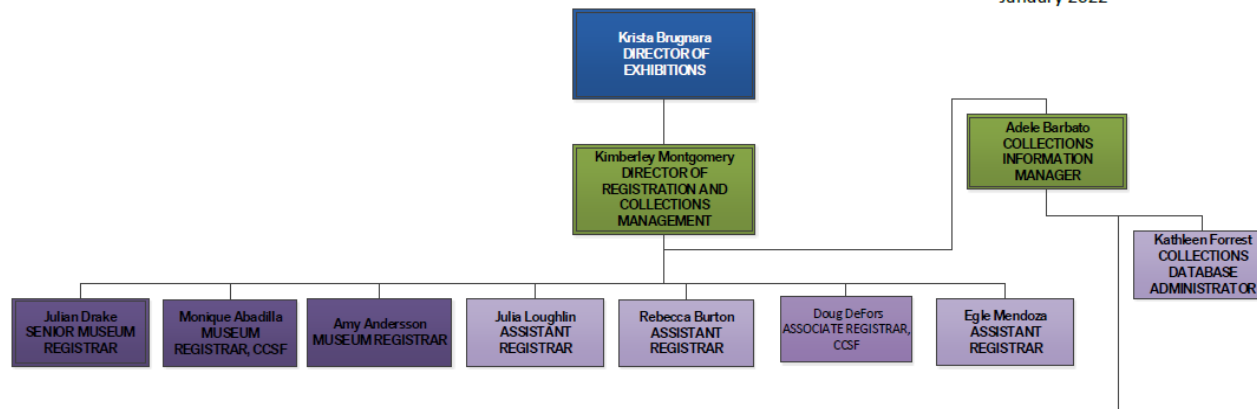 January 2022
Krista Brugnara
DIRECTOR OF
EXHIBITIONS
Adele Barbato
COLLECTIONS
INFORMATION
MANAGER
Kimberley Montgomery
DIRECTOR OF
REGISTRATION AND
COLLECTIONS
MANAGEMENT
Kathleen Forrest
COLLECTIONS
DATABASE
ADMINISTRATOR
Julian Drake
SENIOR MUSEUM
REGISTRAR
Monique Abadilla
MUSEUM
REGISTRAR, CCSF
Amy Andersson
MUSEUM REGISTRAR
Julia Loughlin
ASSISTANT
REGISTRAR
Rebecca Burton
ASSISTANT
REGISTRAR
Doug DeFors
ASSOCIATE REGISTRAR,
CCSF
Egle Mendoza
ASSISTANT
REGISTRAR